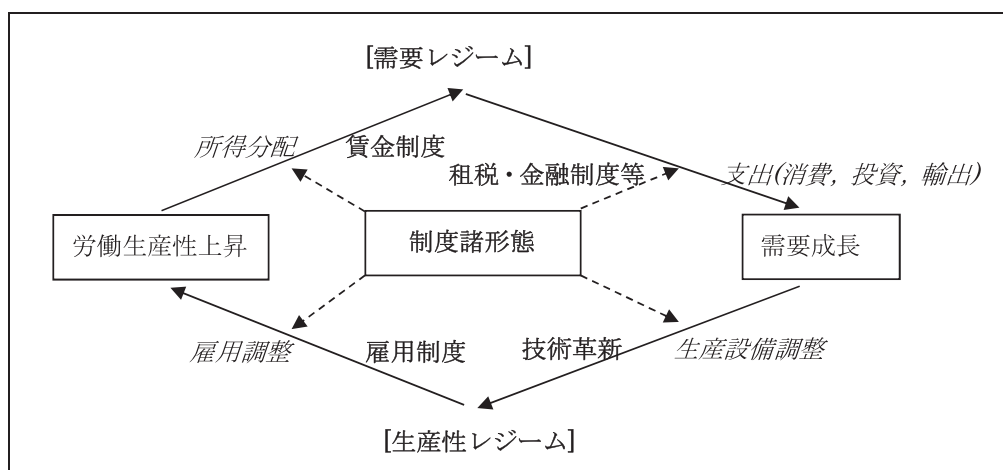 [需要レジーム]
所得分配
賃金制度
租税・金融制度等
支出(消費, 投資, 輸出)
労働生産性上昇
制度諸形態
需要成長
雇用調整
雇用制度
技術革新
生産設備調整
[生産性レジーム]